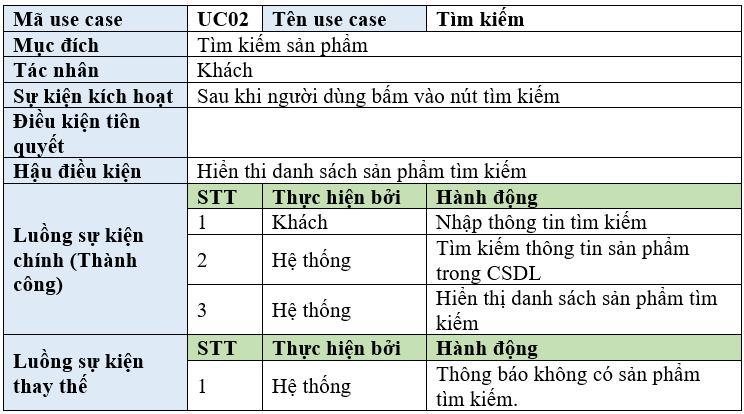 Mã use case UC02 Tên use case Tìm kiếm
Mục đích Tìm kiếm sản phẩm
Tác nhân Khách
Sự kiện kích hoạt Sau khi người dùng bấm vào nút tìm kiếm
Điều kiện tiên
quyết
Hậu điều kiện Hiển thi danh sách sản phẩm tìm kiếm
Luồng sự kiện
chính (Thành
công)
STT Thực hiện bởi Hành động
1 Khách Nhập thông tin tìm kiếm
2 Hệ thống Tìm kiếm thông tin sản phẩm
trong CSDL
3 Hệ thống Hiển thị danh sách sản phẩm tìm
kiếm
Luồng sự kiện
thay thế
STT Thực hiện bởi Hành động
1 Hệ thống Thông báo không có sản phẩm
tìm kiếm.